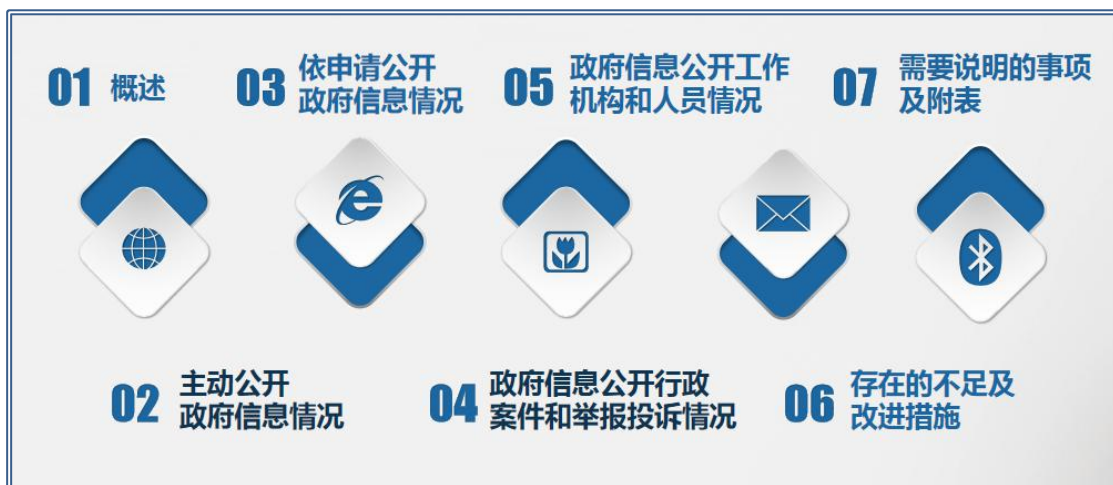 01 概述
03 依申请公开
政府信息情况
05 政府信息公开工作
机构和人员情况
07 需要说明的事项
及附表
02 主动公开
政府信息情况
04 政府信息公开行政
案件和举报投诉情况
06 存在的不足及
改进措施